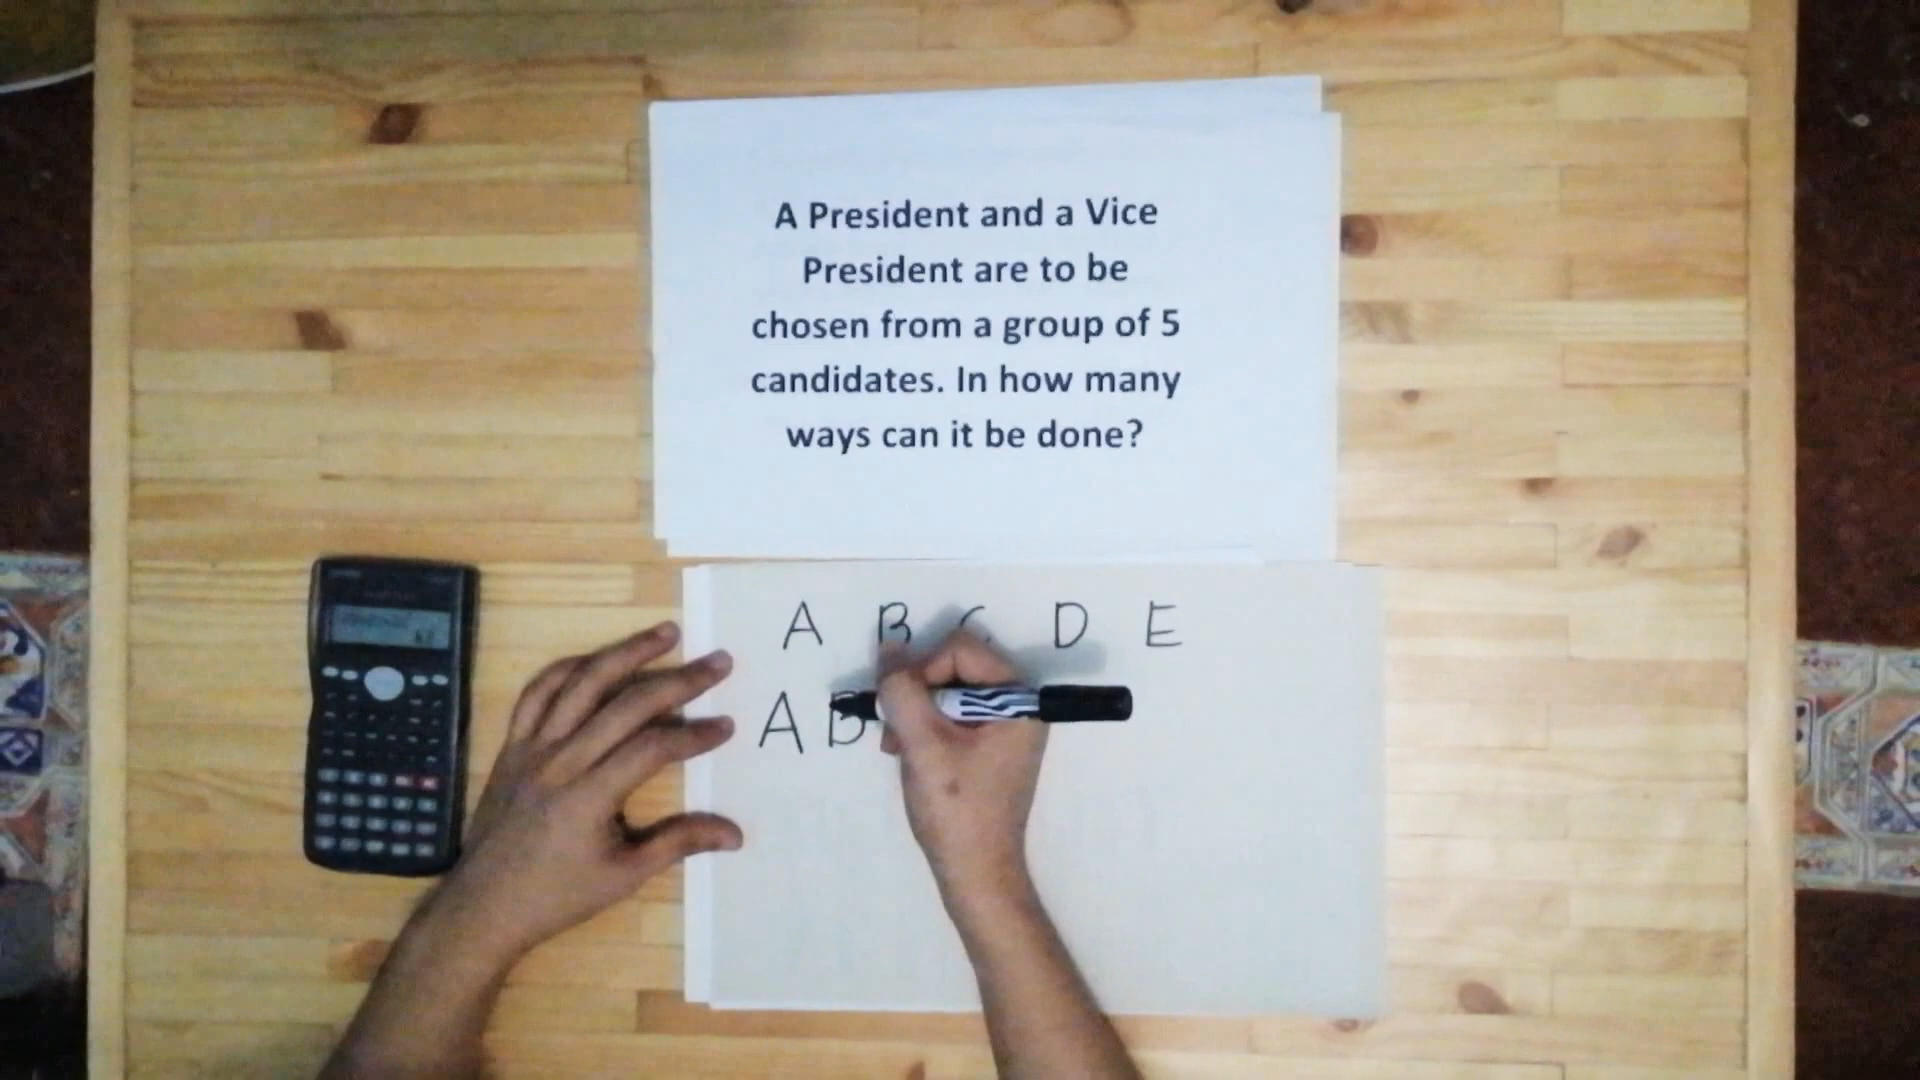 A President and a Vice
President are to be
chosen from a group of 5
candidates. In how many
ways can it be done?
A B C D E
A B